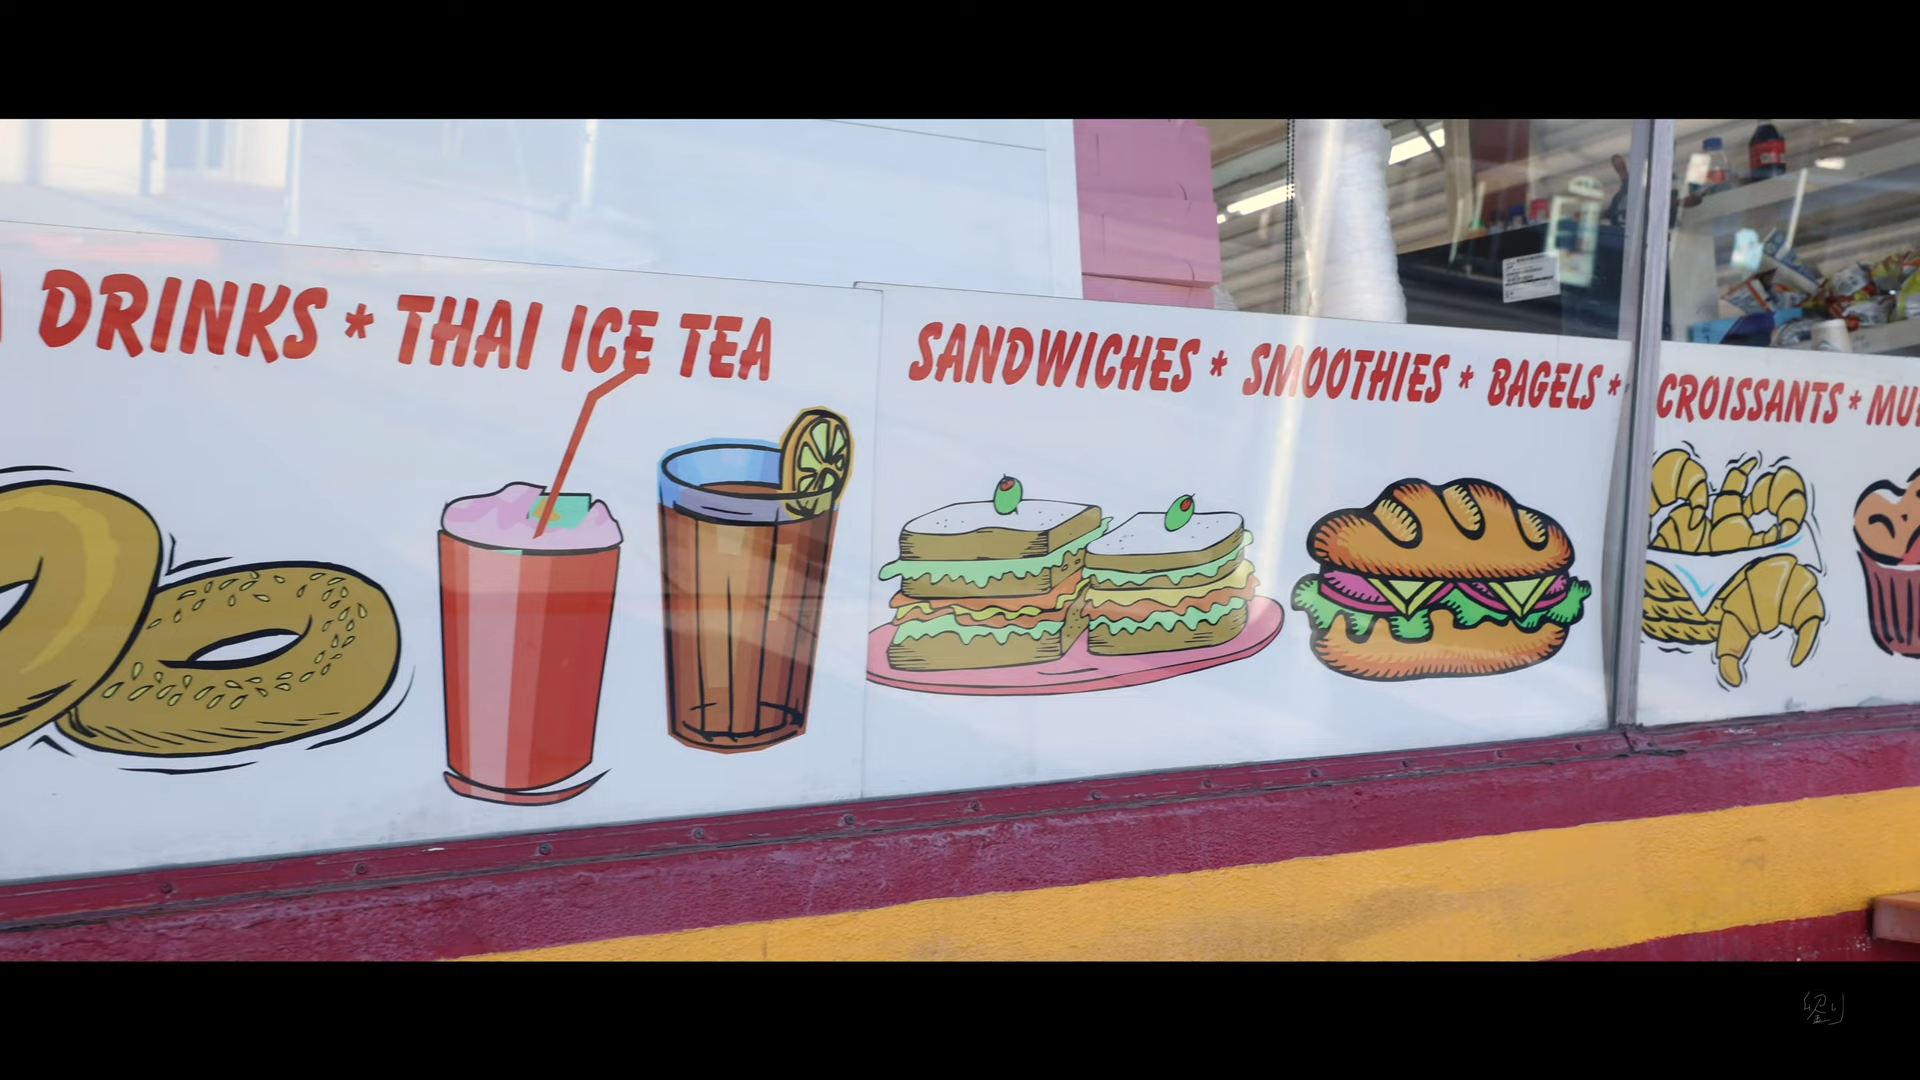 DRINKS * THAI ICE TEA
SANDWICHES * SMOOTHIES * BAGELS *
CROISSANTS *